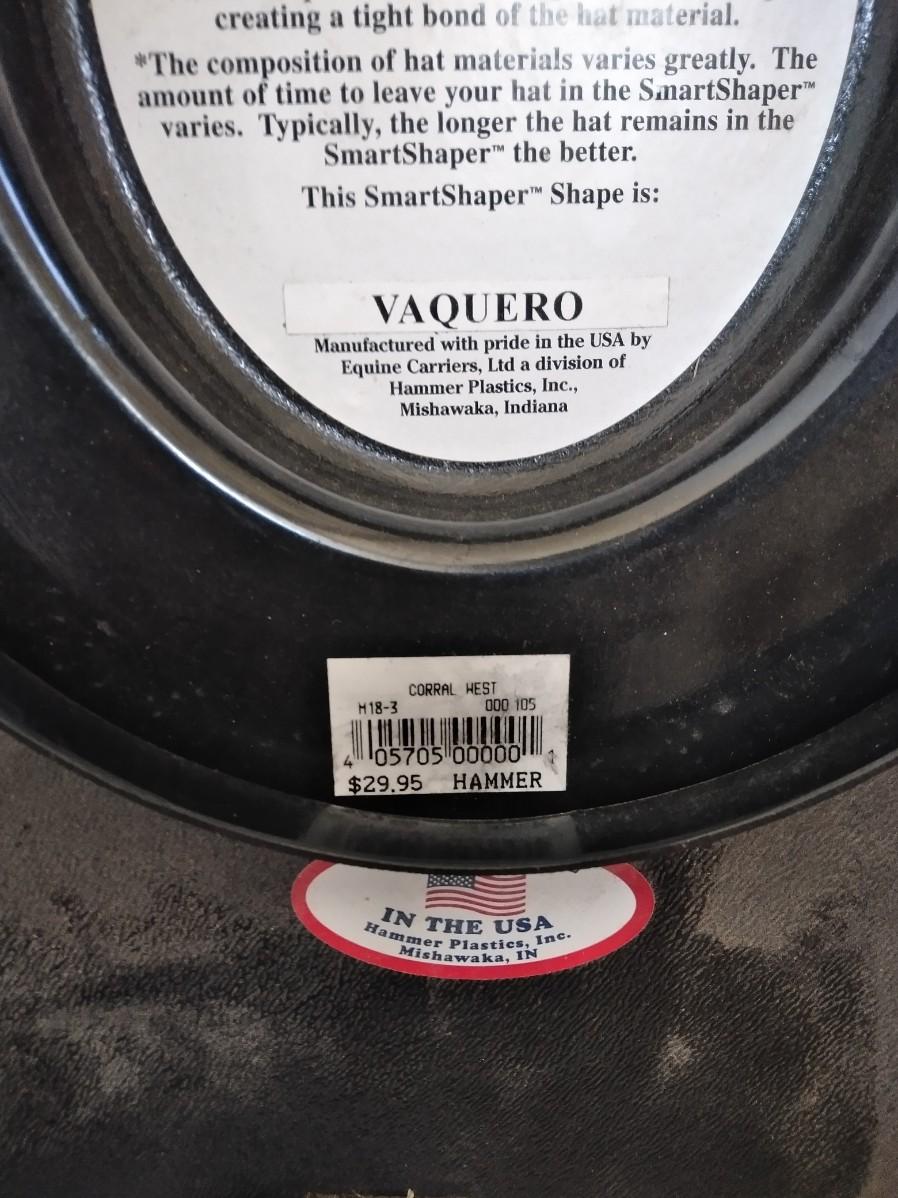 creating a tight bond of the hat material.
*The composition of hat materials varies greatly. The
amount of time to leave your hat in the SmartShaper™
varies. Typically, the longer the hat remains in the
SmartShaper™ the better.
This SmartShaper™ Shape is:
VAQUERO
Manufactured with pride in the USA by
Equine Carriers, Ltd a division of
Hammer Plastics, Inc.,
Mishawaka, Indiana
CORRAL WEST
M18-3 000 105
4 05705 00000 1
$29.95 HAMMER
IN THE USA
Hammer Plastics, Inc.
Mishawaka, IN